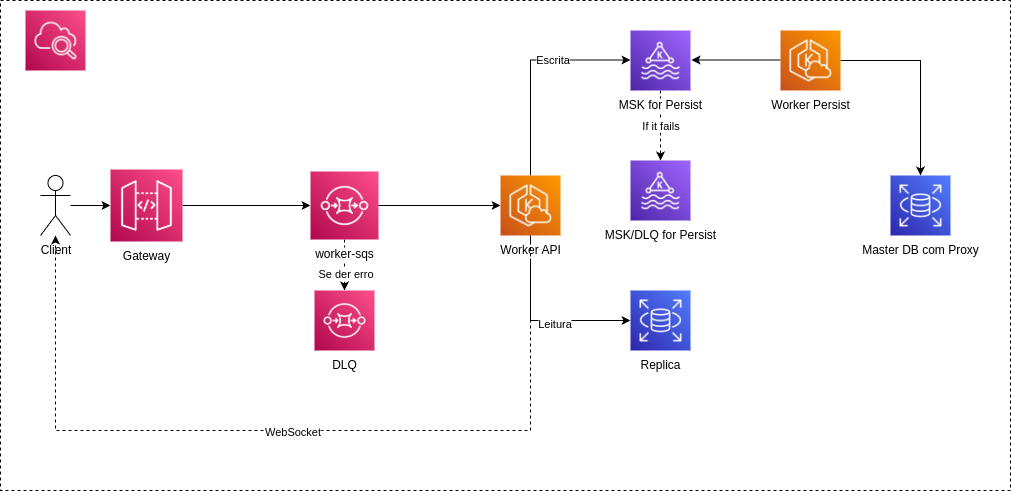 Escrita
MSK for Persist
Worker Persist
If it fails
Client
Gateway
worker-sqs
Se der erro
DLQ
Worker API
MSK/DLQ for Persist
Master DB com Proxy
Leitura
Replica
WebSocket